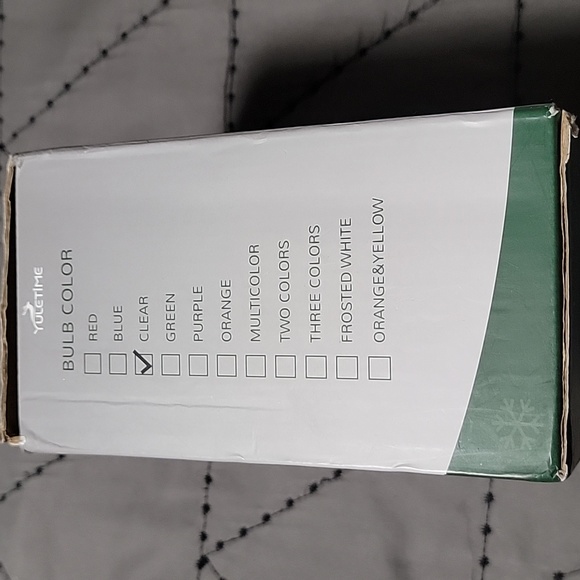 YULETIME
BULB COLOR
RED
BLUE
CLEAR
GREEN
PURPLE
ORANGE
MULTICOLOR
TWO COLORS
THREE COLORS
FROSTED WHITE
ORANGE&YELLOW